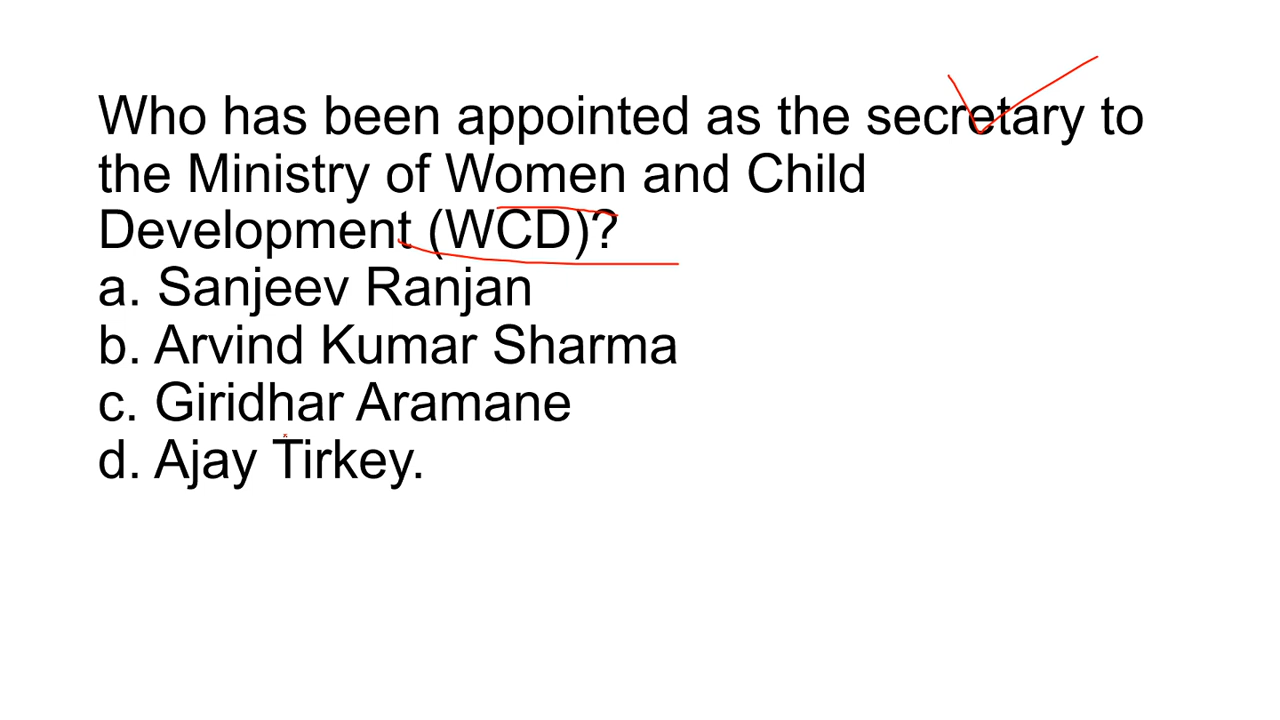 Who has been appointed as the secretary to
the Ministry of Women and Child
Development (WCD)?
a. Sanjeev Ranjan
b. Arvind Kumar Sharma
c. Giridhar Aramane
d. Ajay Tirkey.